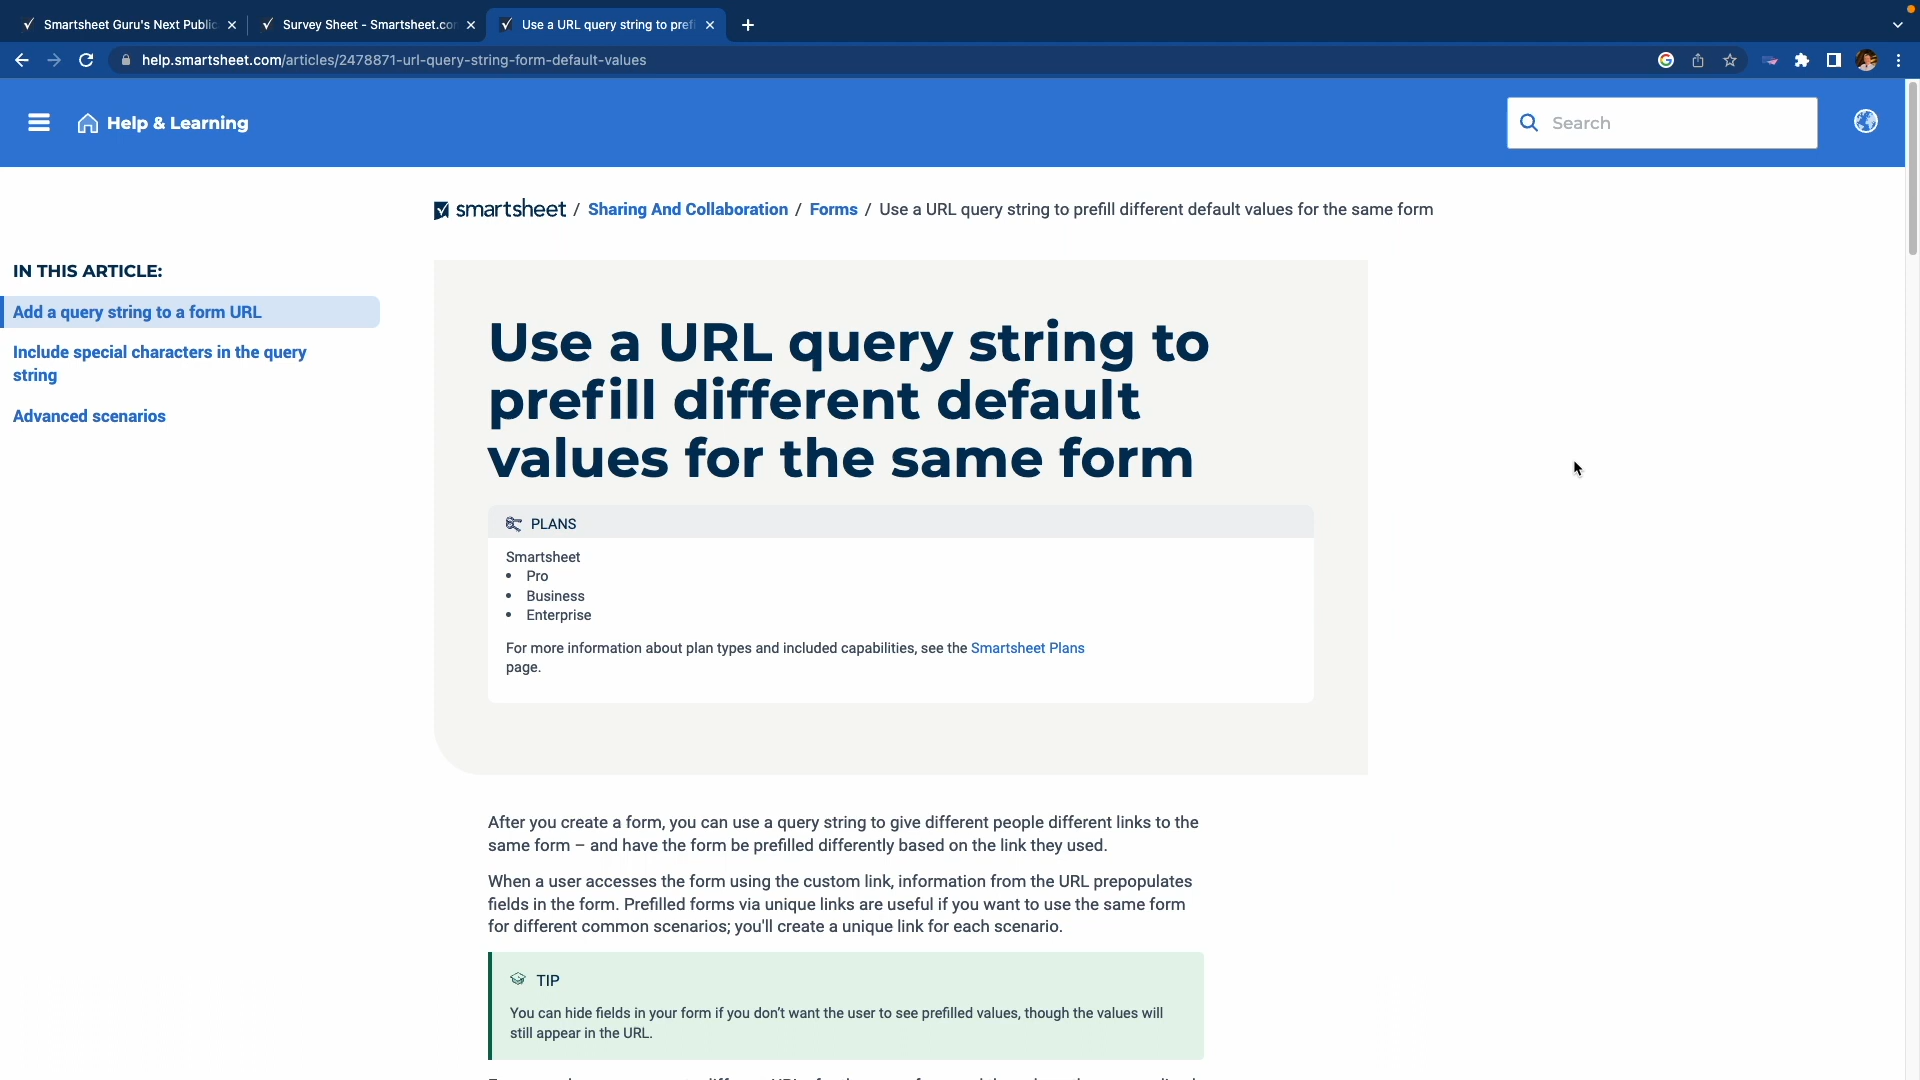 Smartsheet Guru's Next Public
Survey Sheet - Smartsheet.com
Use a URL query string to prefi
help.smartsheet.com/articles/2478871-url-query-string-form-default-values
Help & Learning
Search
smartsheet / Sharing And Collaboration / Forms / Use a URL query string to prefill different default values for the same form
IN THIS ARTICLE:
Add a query string to a form URL
Include special characters in the query
string
Advanced scenarios
Use a URL query string to
prefill different default
values for the same form
PLANS
Smartsheet
• Pro
• Business
• Enterprise
For more information about plan types and included capabilities, see the Smartsheet Plans
page.
After you create a form, you can use a query string to give different people different links to the
same form – and have the form be prefilled differently based on the link they used.
When a user accesses the form using the custom link, information from the URL prepopulates
fields in the form. Prefilled forms via unique links are useful if you want to use the same form
for different common scenarios; you'll create a unique link for each scenario.
TIP
You can hide fields in your form if you don't want the user to see prefilled values, though the values will
still appear in the URL.